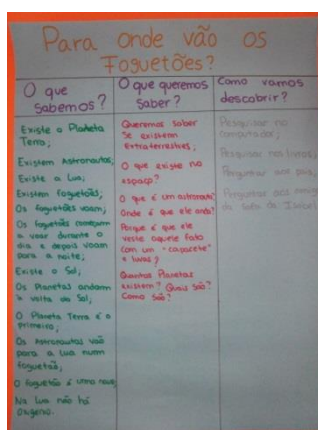 Para onde vão os
Foguetões?
O que
sabemos?
Existe o Planeta
Terra;
Existem Astronautas;
Existe a Lua;
Existem foguetões;
Os foguetões voam;
Os foguetões começam
a voar durante o
dia e depois voam
para a noite;
Existe o Sol;
Os Planetas andam
à volta do Sol;
O Planeta Terra é o
primeiro;
Os Astronautas vão
para a Lua num
foguetão;
O foguetão é uma nave;
Na Lua não há
Oxigénio.
O que queremos
saber?
Queremos saber
se existem
Extraterrestres;
O que existe no
espaço?
O que é um astronauta?
Onde é que ele anda?
Porque é que ele
veste aquele fato
com um "capacete"
e luvas?
Quantos Planetas
existem? Quais são?
Como são?
Como vamos
descobrir?
Pesquisar no
computador;
Pesquisar nos livros;
Perguntar aos pais;
Perguntar aos amigos
da sala da